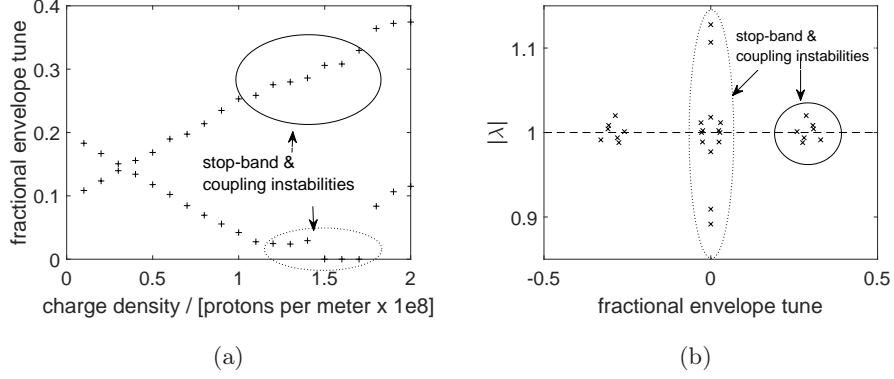 0.4
0.3
0.2
0.1
0
fractional envelope tune
stop-band &
coupling instabilities
0
0.5
1
1.5
2
charge density / [protons per meter x 1e8]
(a)
1.1
1
0.9
|λ|
stop-band &
coupling instabilities
-0.5
0
0.5
fractional envelope tune
(b)